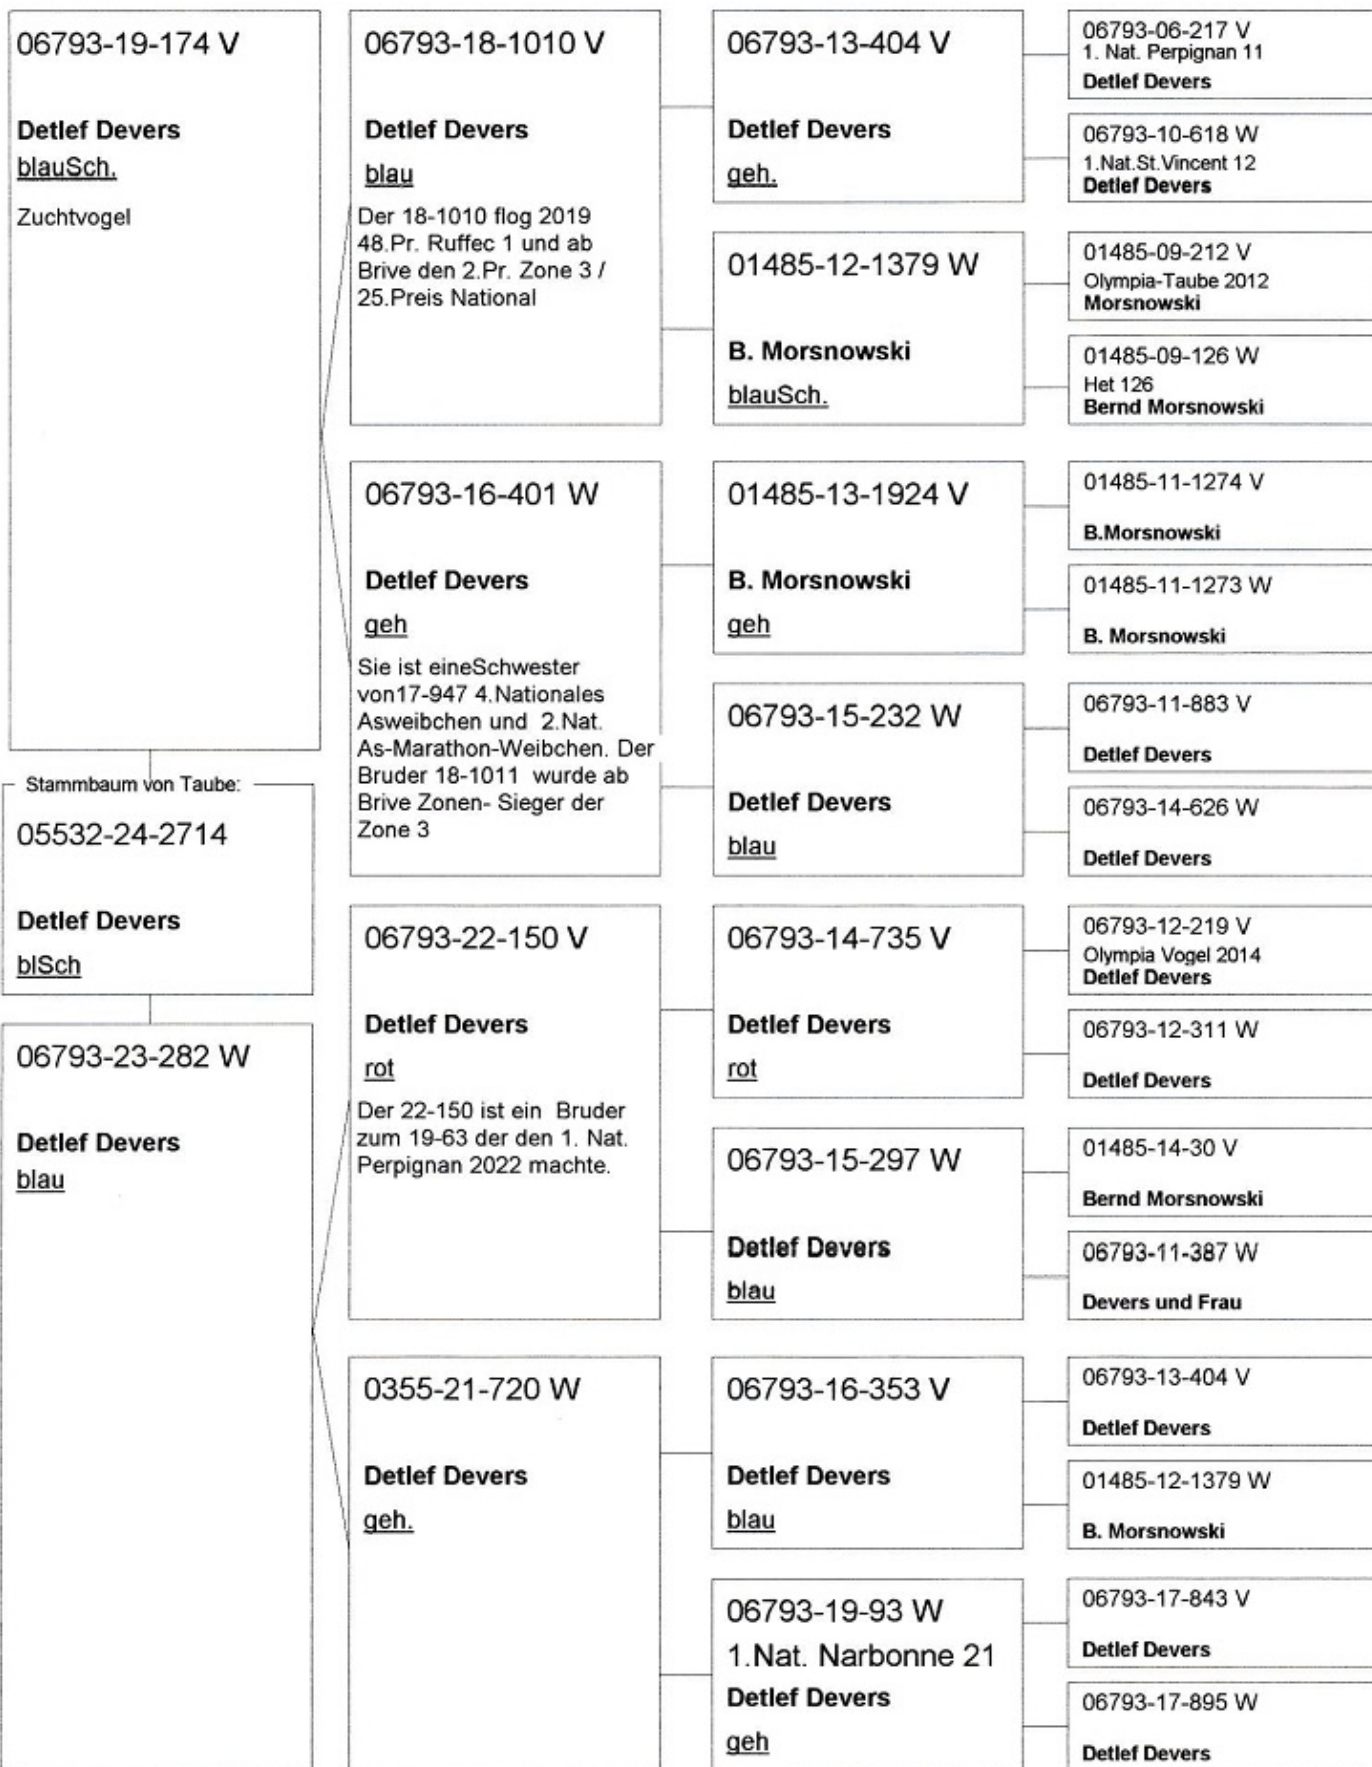 06793-19-174 V
Detlef Devers
blauSch.
Zuchtvogel
Stammbaum von Taube:
05532-24-2714
Detlef Devers
blSch
06793-23-282 W
Detlef Devers
blau
06793-18-1010 V
Detlef Devers
blau
Der 18-1010 flog 2019
48.Pr. Ruffec 1 und ab
Brive den 2.Pr. Zone 3 /
25.Preis National
06793-16-401 W
Detlef Devers
geh
Sie ist eineSchwester
von17-947 4.Nationales
Asweibchen und 2.Nat.
As-Marathon-Weibchen. Der
Bruder 18-1011 wurde ab
Brive Zonen- Sieger der
Zone 3
06793-22-150 V
Detlef Devers
rot
Der 22-150 ist ein Bruder
zum 19-63 der den 1. Nat.
Perpignan 2022 machte.
0355-21-720 W
Detlef Devers
geh.
06793-13-404 V
Detlef Devers
geh.
01485-12-1379 W
B. Morsnowski
blauSch.
01485-13-1924 V
B. Morsnowski
geh
06793-15-232 W
Detlef Devers
blau
06793-14-735 V
Detlef Devers
rot
06793-15-297 W
Detlef Devers
blau
06793-16-353 V
Detlef Devers
blau
06793-19-93 W
1.Nat. Narbonne 21
Detlef Devers
geh
06793-06-217 V
1. Nat. Perpignan 11
Detlef Devers
06793-10-618 W
1.Nat.St.Vincent 12
Detlef Devers
01485-09-212 V
Olympia-Taube 2012
Morsnowski
01485-09-126 W
Het 126
Bernd Morsnowski
01485-11-1274 V
B.Morsnowski
01485-11-1273 W
B. Morsnowski
06793-11-883 V
Detlef Devers
06793-14-626 W
Detlef Devers
06793-12-219 V
Olympia Vogel 2014
Detlef Devers
06793-12-311 W
Detlef Devers
01485-14-30 V
Bernd Morsnowski
06793-11-387 W
Devers und Frau
06793-13-404 V
Detlef Devers
01485-12-1379 W
B. Morsnowski
06793-17-843 V
Detlef Devers
06793-17-895 W
Detlef Devers